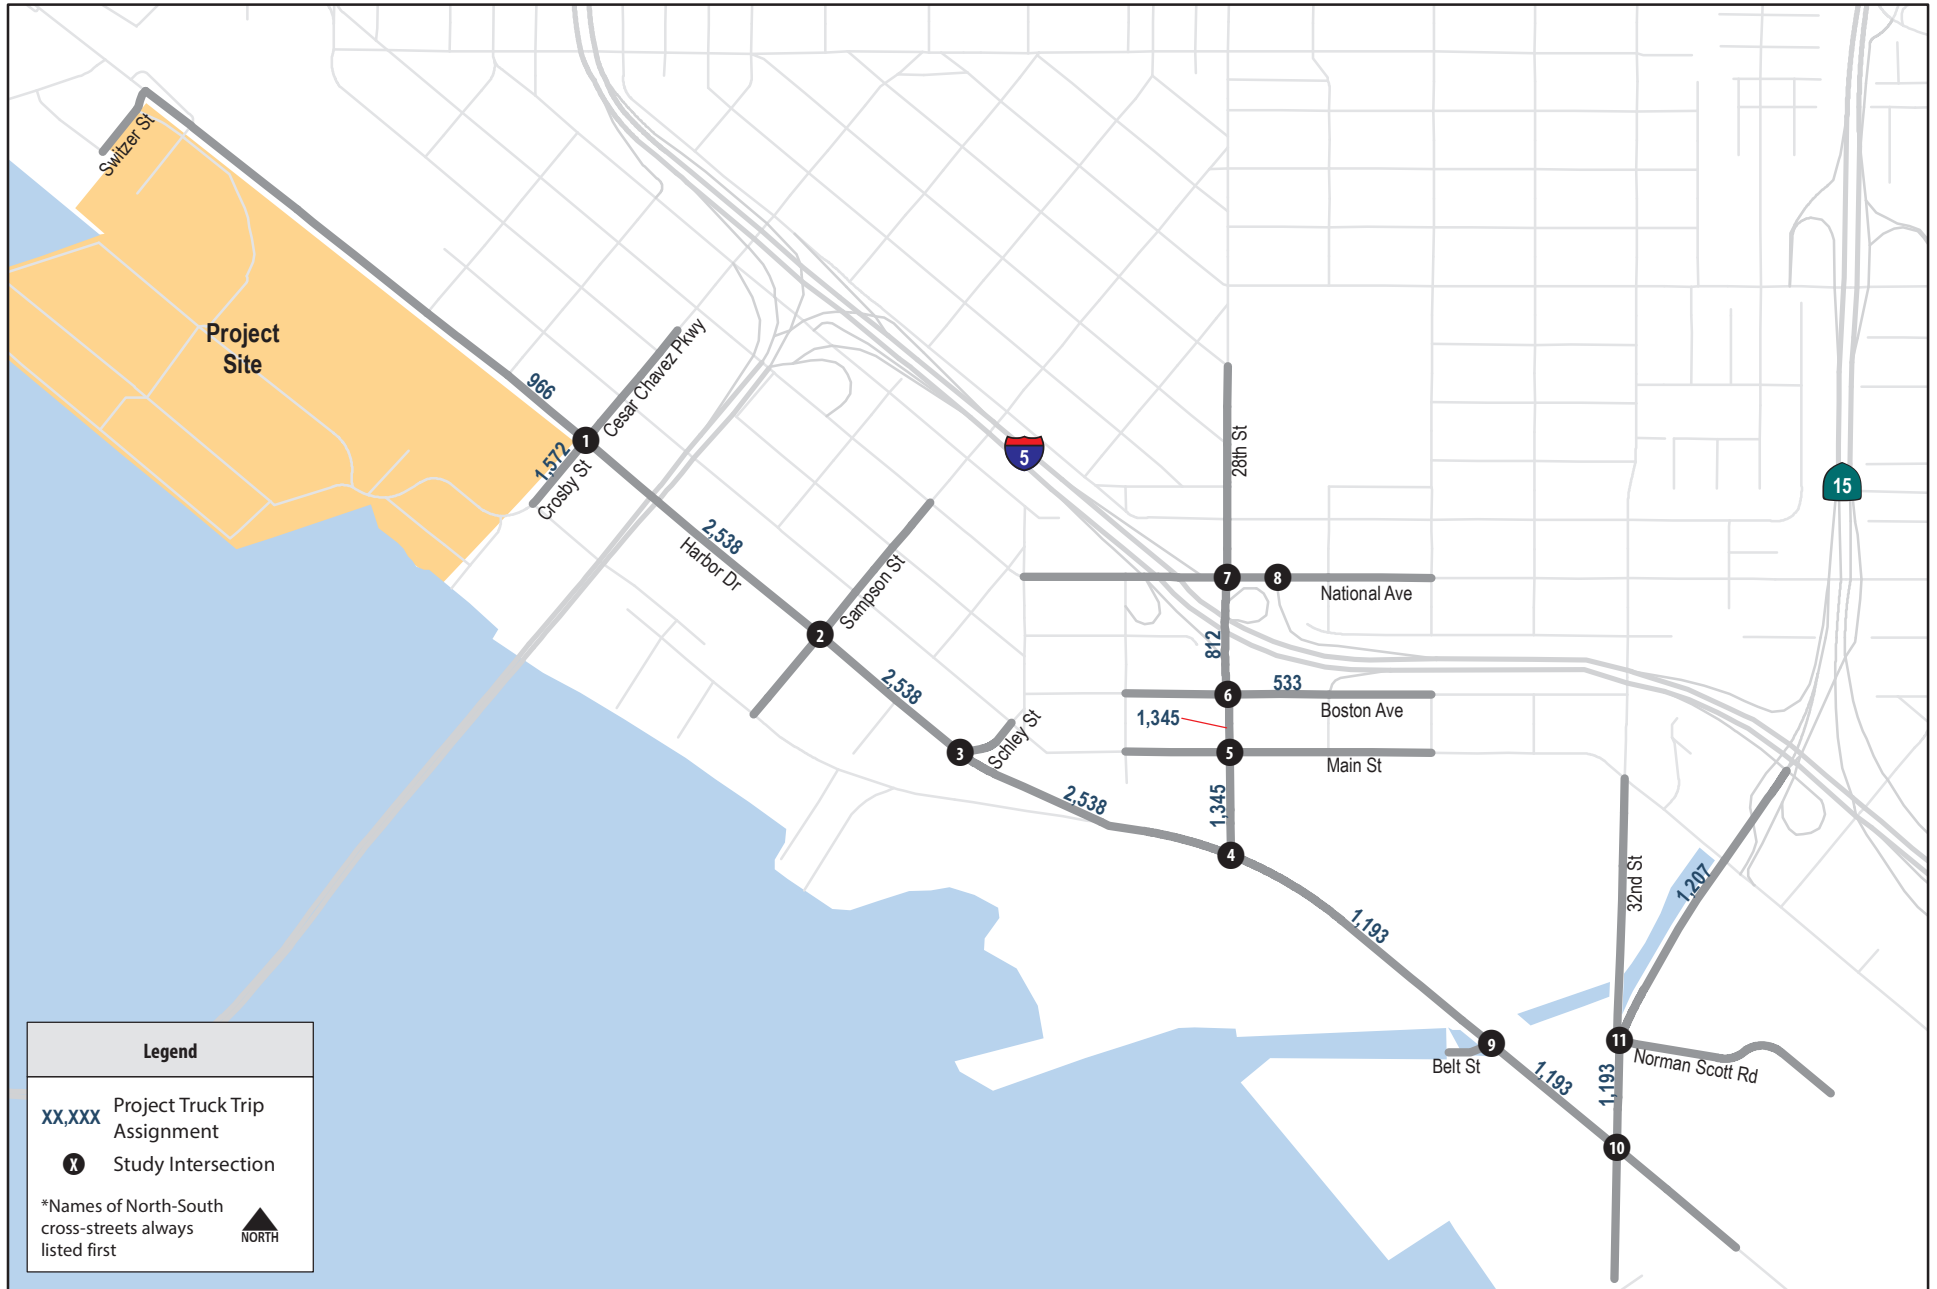 Switzer St
Project
Site
966
Cesar Chavez Pkwy
1
1,572
Crosby St
2,538
Harbor Dr
Sampson St
2
2,538
Schley St
3
2,538
5
28th St
15
7
8
National Ave
812
6
533
Boston Ave
1,345
5
Main St
1,345
4
1,193
32nd St
1,207
9
Belt St
1,193
11
Norman Scott Rd
1,193
10
Legend
XX,XXX
Project Truck Trip
Assignment
X
Study Intersection
*Names of North-South
cross-streets always
listed first
NORTH